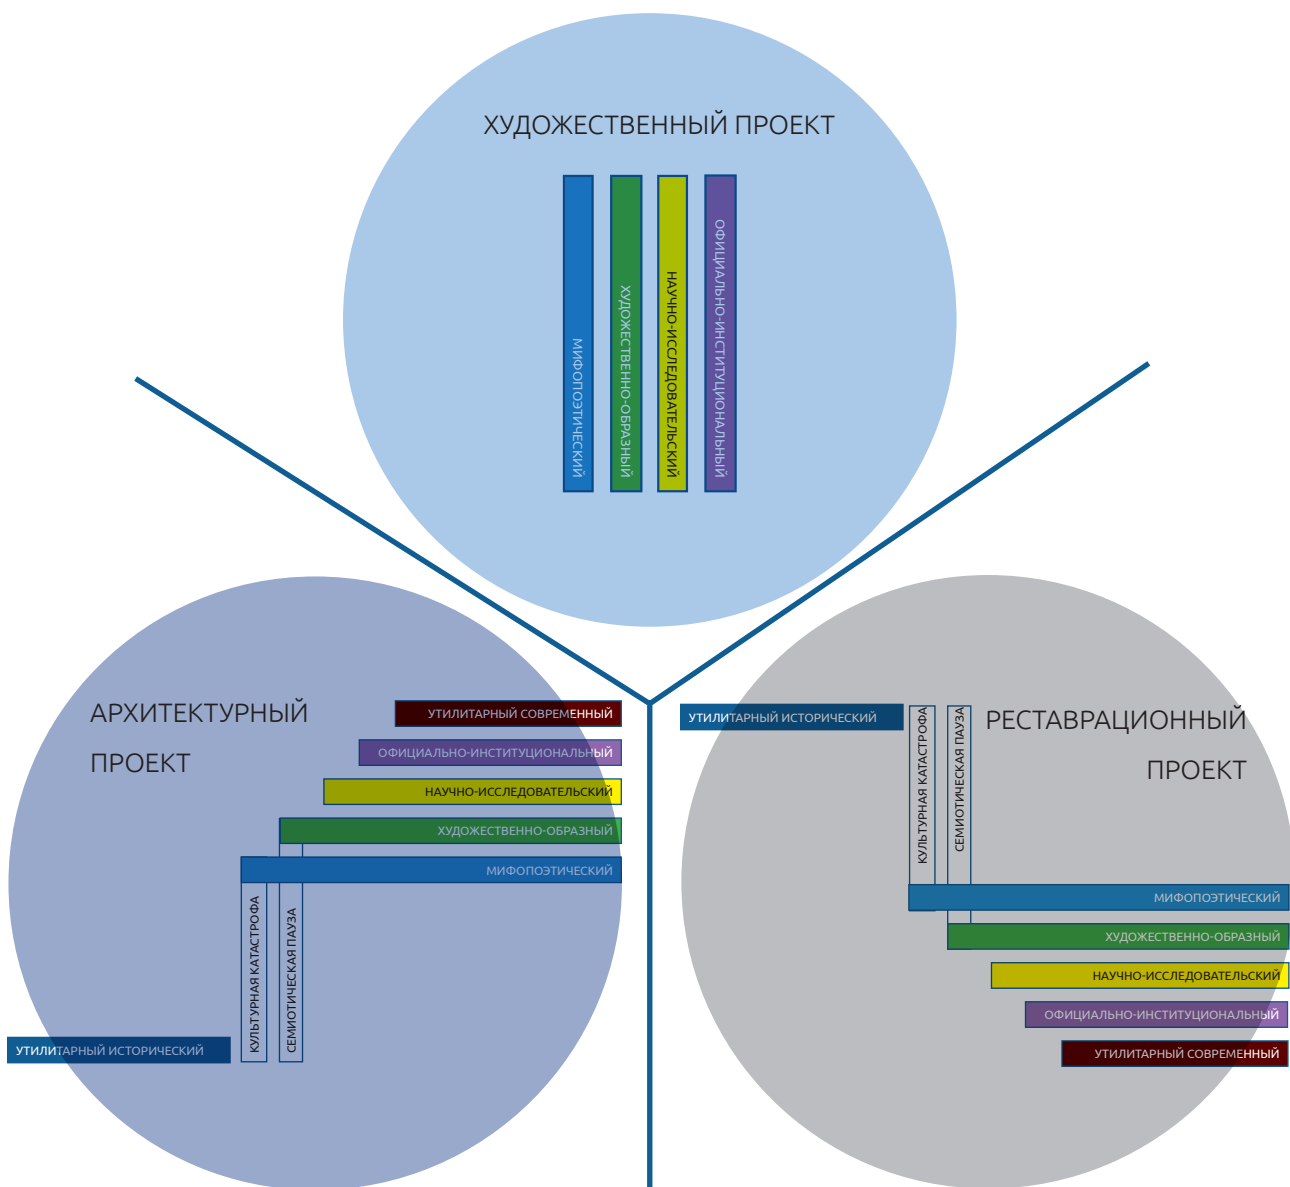 ХУДОЖЕСТВЕННЫЙ ПРОЕКТ
МИФОПОЭТИЧЕСКИЙ
ХУДОЖЕСТВЕННО-ОБРАЗНЫЙ
НАУЧНО-ИССЛЕДОВАТЕЛЬСКИЙ
ОФИЦИАЛЬНО-ИНСТИТУЦИОНАЛЬНЫЙ
АРХИТЕКТУРНЫЙ
ПРОЕКТ
УТИЛИТАРНЫЙ СОВРЕМЕННЫЙ
ОФИЦИАЛЬНО-ИНСТИТУЦИОНАЛЬНЫЙ
НАУЧНО-ИССЛЕДОВАТЕЛЬСКИЙ
ХУДОЖЕСТВЕННО-ОБРАЗНЫЙ
МИФОПОЭТИЧЕСКИЙ
КУЛЬТУРНАЯ КАТАСТРОФА
СЕМИОТИЧЕСКАЯ ПАУЗА
УТИЛИТАРНЫЙ ИСТОРИЧЕСКИЙ
УТИЛИТАРНЫЙ ИСТОРИЧЕСКИЙ
КУЛЬТУРНАЯ КАТАСТРОФА
СЕМИОТИЧЕСКАЯ ПАУЗА
РЕСТАВРАЦИОННЫЙ
ПРОЕКТ
МИФОПОЭТИЧЕСКИЙ
ХУДОЖЕСТВЕННО-ОБРАЗНЫЙ
НАУЧНО-ИССЛЕДОВАТЕЛЬСКИЙ
ОФИЦИАЛЬНО-ИНСТИТУЦИОНАЛЬНЫЙ
УТИЛИТАРНЫЙ СОВРЕМЕННЫЙ